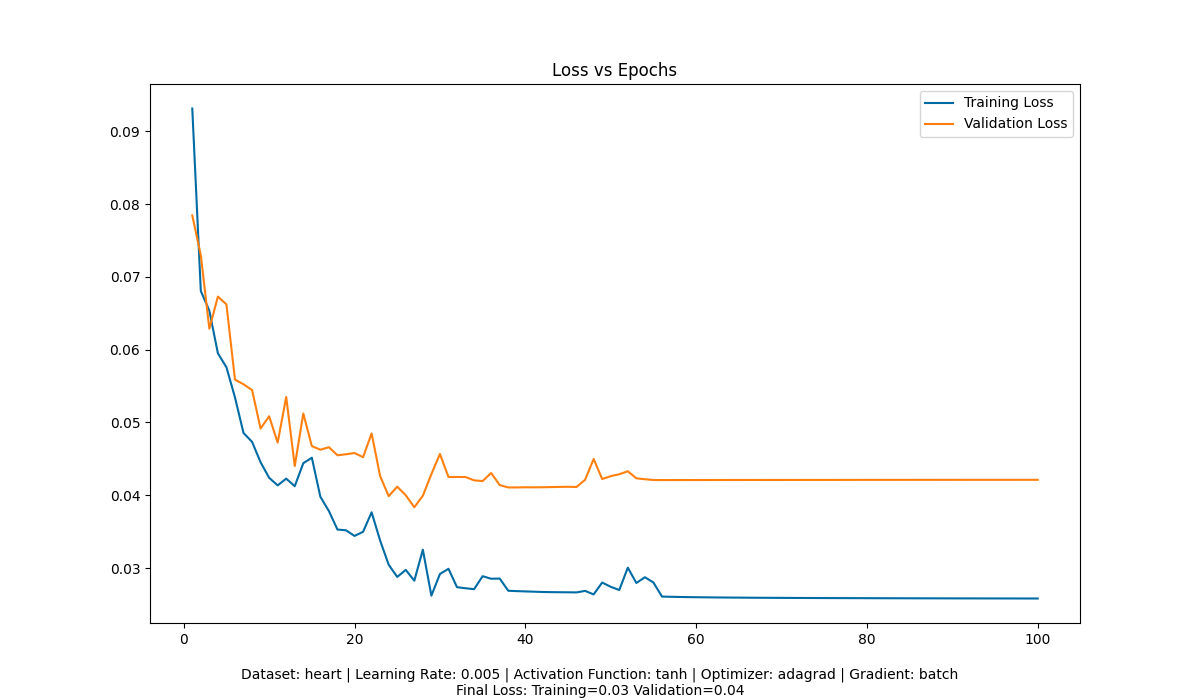 Loss vs Epochs
Training Loss
Validation Loss
0.09
0.08
0.07
0.06
0.05
0.04
0.03
0 20 40 60 80 100
Dataset: heart | Learning Rate: 0.005 | Activation Function: tanh | Optimizer: adagrad | Gradient: batch
Final Loss: Training=0.03 Validation=0.04